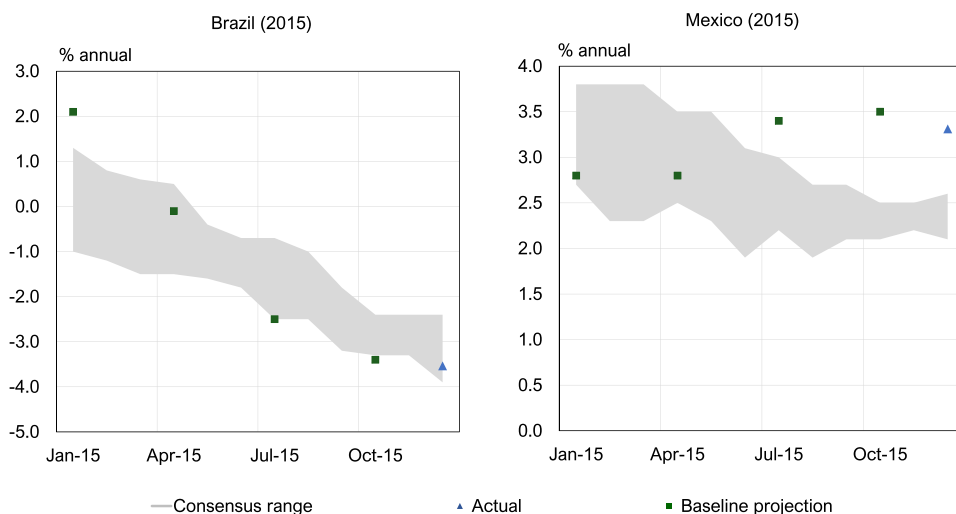 Brazil (2015)
% annual
3.0
2.0
1.0
0.0
-1.0
-2.0
-3.0
-4.0
-5.0
Jan-15 Apr-15 Jul-15 Oct-15
Mexico (2015)
% annual
4.0
3.5
3.0
2.5
2.0
1.5
1.0
0.5
0.0
Jan-15 Apr-15 Jul-15 Oct-15
Consensus range Actual Baseline projection